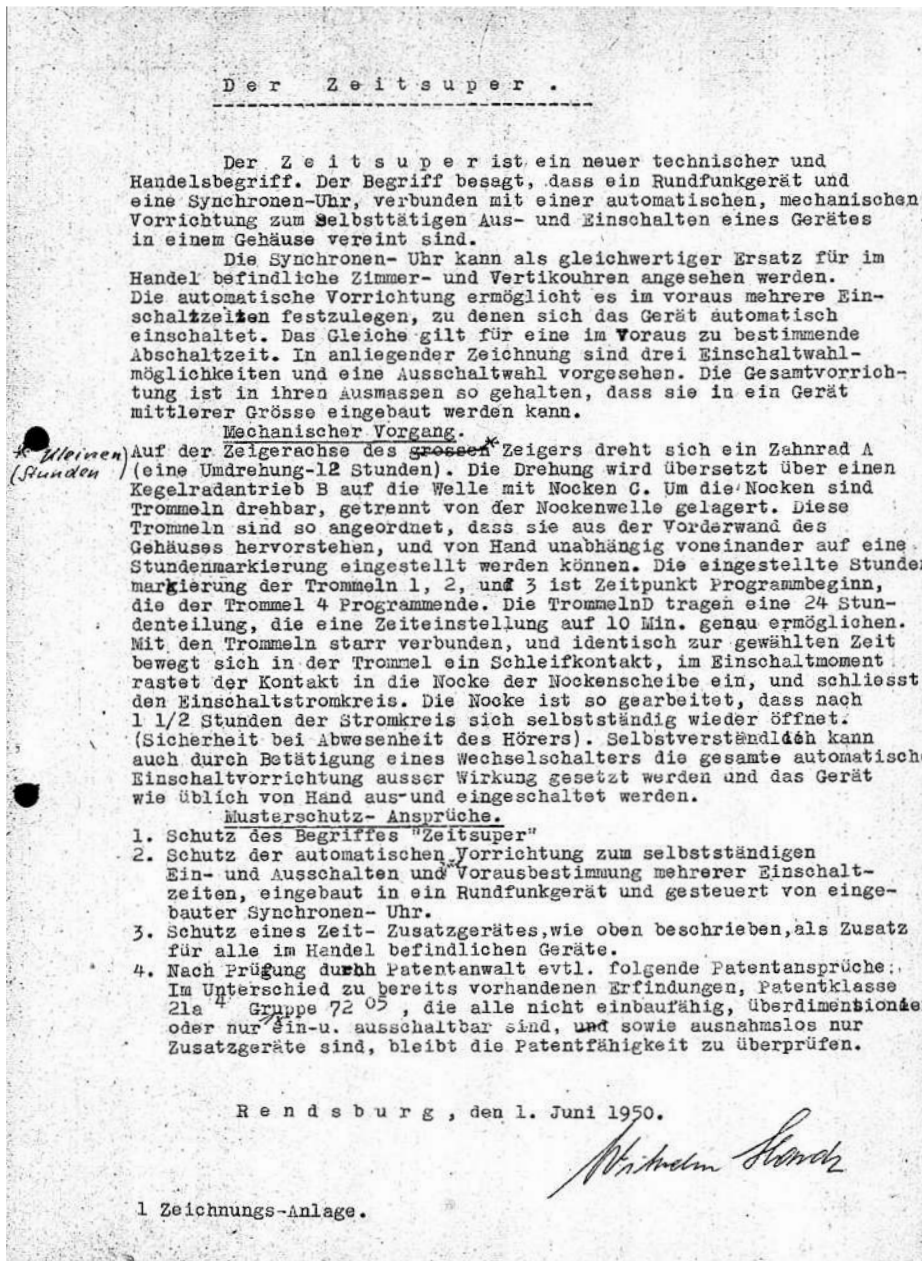 Der Zeitsuper.
Der Zeitsuper ist ein neuer technischer und
Handelsbegriff. Der Begriff besagt, dass ein Rundfunkgerät und
eine Synchronen-Uhr, verbunden mit einer automatischen, mechanischen
Vorrichtung zum selbsttätigen Aus- und Einschalten eines Gerätes
in einem Gehäuse vereint sind.
Die Synchronen- Uhr kann als gleichwertiger Ersatz für im
Handel befindliche Zimmer- und Vertikouhren angesehen werden.
Die automatische Vorrichtung ermöglicht es im voraus mehrere Ein-
schaltzeiten festzulegen, zu denen sich das Gerät automatisch
einschaltet. Das Gleiche gilt für eine im Voraus zu bestimmende
Abschaltzeit. In anliegender Zeichnung sind drei Einschaltwahl-
möglichkeiten und eine Ausschaltwahl vorgesehen. Die Gesamtvorrich-
tung ist in ihren Ausmassen so gehalten, dass sie in ein Gerät
mittlerer Grösse eingebaut werden kann.
Mechanischer Vorgang.
* kleinen
(Stunden)
Auf der Zeigerachse des grossen* Zeigers dreht sich ein Zahnrad A
(eine Umdrehung-12 Stunden). Die Drehung wird übersetzt über einen
Kegelradantrieb B auf die Welle mit Nocken C. Um die Nocken sind
Trommeln drehbar, getrennt von der Nockenwelle gelagert. Diese
Trommeln sind so angeordnet, dass sie aus der Vorderwand des
Gehäuses hervorstehen, und von Hand unabhängig voneinander auf eine
Stundenmarkierung eingestellt werden können. Die eingestellte Stunden
markierung der Trommeln 1, 2, und 3 ist Zeitpunkt Programmbeginn,
die der Trommel 4 Programmende. Die TrommelnD tragen eine 24 Stun-
denteilung, die eine Zeiteinstellung auf 10 Min. genau ermöglichen.
Mit den Trommeln starr verbunden, und identisch zur gewählten Zeit
bewegt sich in der Trommel ein Schleifkontakt, im Einschaltmoment
rastet der Kontakt in die Nocke der Nockenscheibe ein, und schliesst
den Einschaltstromkreis. Die Nocke ist so gearbeitet, dass nach
1 1/2 Stunden der Stromkreis sich selbstständig wieder öffnet.
(Sicherheit bei Abwesenheit des Hörers). Selbstverständlich kann
auch durch Betätigung eines Wechselschalters die gesamte automatische
Einschaltvorrichtung ausser Wirkung gesetzt werden und das Gerät
wie üblich von Hand aus-und eingeschaltet werden.
Musterschutz- Ansprüche.
1. Schutz des Begriffes "Zeitsuper"
2. Schutz der automatischen Vorrichtung zum selbstständigen
Ein- und Ausschalten und Vorausbestimmung mehrerer Einschalt-
zeiten, eingebaut in ein Rundfunkgerät und gesteuert von einge-
bauter Synchronen- Uhr.
3. Schutz eines Zeit- Zusatzgerätes,wie oben beschrieben,als Zusatz
für alle im Handel befindlichen Geräte.
4. Nach Prüfung durhh Patentanwalt evtl. folgende Patentansprüche:
Im Unterschied zu bereits vorhandenen Erfindungen, Patentklasse
21a 4 Gruppe 72 05 , die alle nicht einbaufähig, überdimensionie
oder nur ein-u. ausschaltbar sind, und sowie ausnahmslos nur
Zusatzgeräte sind, bleibt die Patentfähigkeit zu überprüfen.
Rendsburg, den 1. Juni 1950.
Wilhelm
1 Zeichnungs-Anlage.